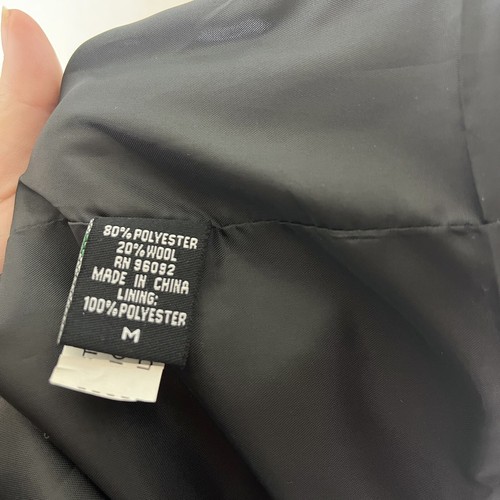 80% POLYESTER
20% WOOL
RN 96092
MADE IN CHINA
LINING:
100% POLYESTER
M